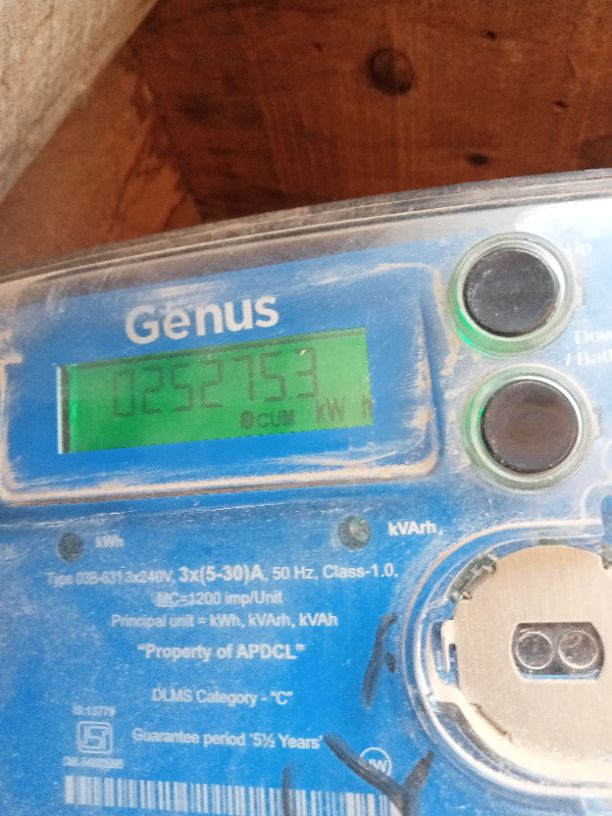 Up
Genus
Down
/ Batt
025275.3
CUM kW h
kWh
kVArh,
Type 03B-631 3x240V, 3x(5-30)A, 50 Hz, Class-1.0,
MC=1200 imp/Unit
Principal unit = kWh, kVArh, kVAh
"Property of APDCL"
DLMS Category - "C"
IS:13779
Guarantee period '5½ Years'